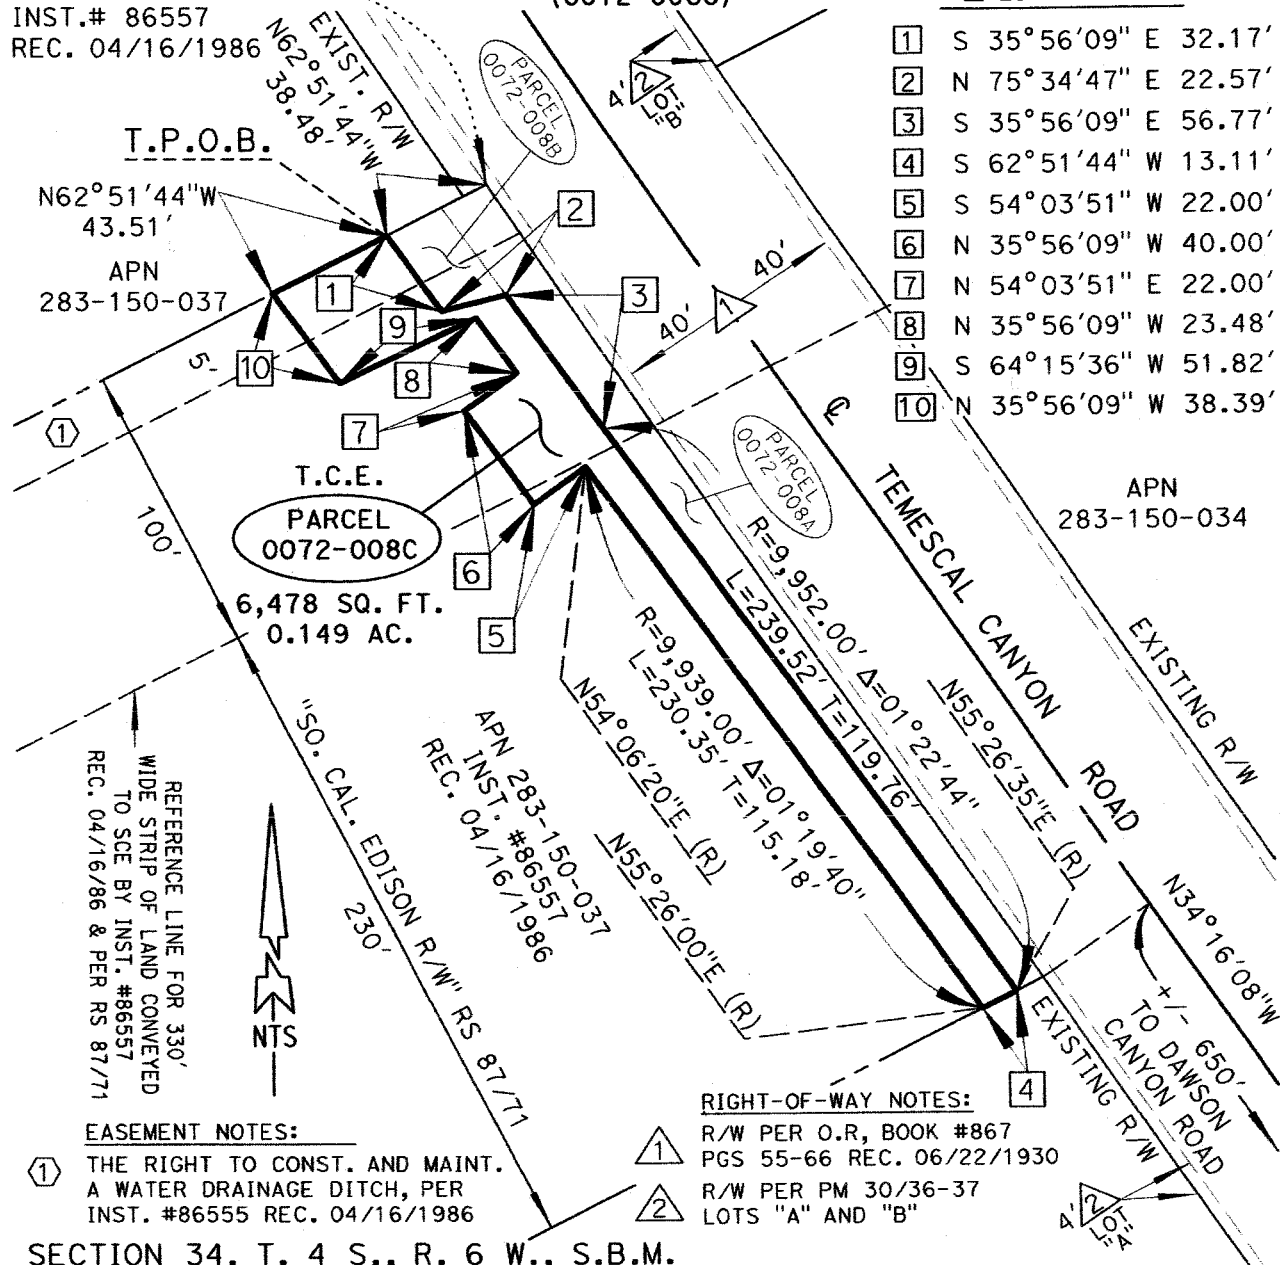 INST.# 86557
REC. 04/16/1986
N62°51'44"W
38.48'
EXIST. R/W
PARCEL
0072-008B
4'
2
LOT
"B"
1 S 35°56'09" E 32.17'
2 N 75°34'47" E 22.57'
3 S 35°56'09" E 56.77'
4 S 62°51'44" W 13.11'
5 S 54°03'51" W 22.00'
6 N 35°56'09" W 40.00'
7 N 54°03'51" E 22.00'
8 N 35°56'09" W 23.48'
9 S 64°15'36" W 51.82'
10 N 35°56'09" W 38.39'
T.P.O.B.
N62°51'44"W
43.51'
APN
283-150-037
1
2
3
40'
1
40'
5'
10
9
8
7
1
100'
T.C.E.
PARCEL
0072-008C
6,478 SQ. FT.
0.149 AC.
6
5
PARCEL
0072-008A
℄
TEMESCAL CANYON ROAD
APN
283-150-034
EXISTING R/W
R=9,952.00' Δ=01°22'44"
L=239.52' T=119.76'
R=9,939.00' Δ=01°19'40"
L=230.35' T=115.18'
N55°26'35"E (R)
N54°06'20"E (R)
N55°26'00"E (R)
APN 283-150-037
INST. #86557
REC. 04/16/1986
"SO. CAL. EDISON R/W" RS 87/71
230'
REFERENCE LINE FOR 330'
WIDE STRIP OF LAND CONVEYED
TO SCE BY INST. #86557
REC. 04/16/86 & PER RS 87/71
NTS
N34°16'08"W
+/- 650'
TO DAWSON
CANYON ROAD
EXISTING R/W
4
4'
2
LOT
"A"
EASEMENT NOTES:
1 THE RIGHT TO CONST. AND MAINT.
A WATER DRAINAGE DITCH, PER
INST. #86555 REC. 04/16/1986
RIGHT-OF-WAY NOTES:
1 R/W PER O.R, BOOK #867
PGS 55-66 REC. 06/22/1930
2 R/W PER PM 30/36-37
LOTS "A" AND "B"
SECTION 34, T. 4 S., R. 6 W., S.B.M.